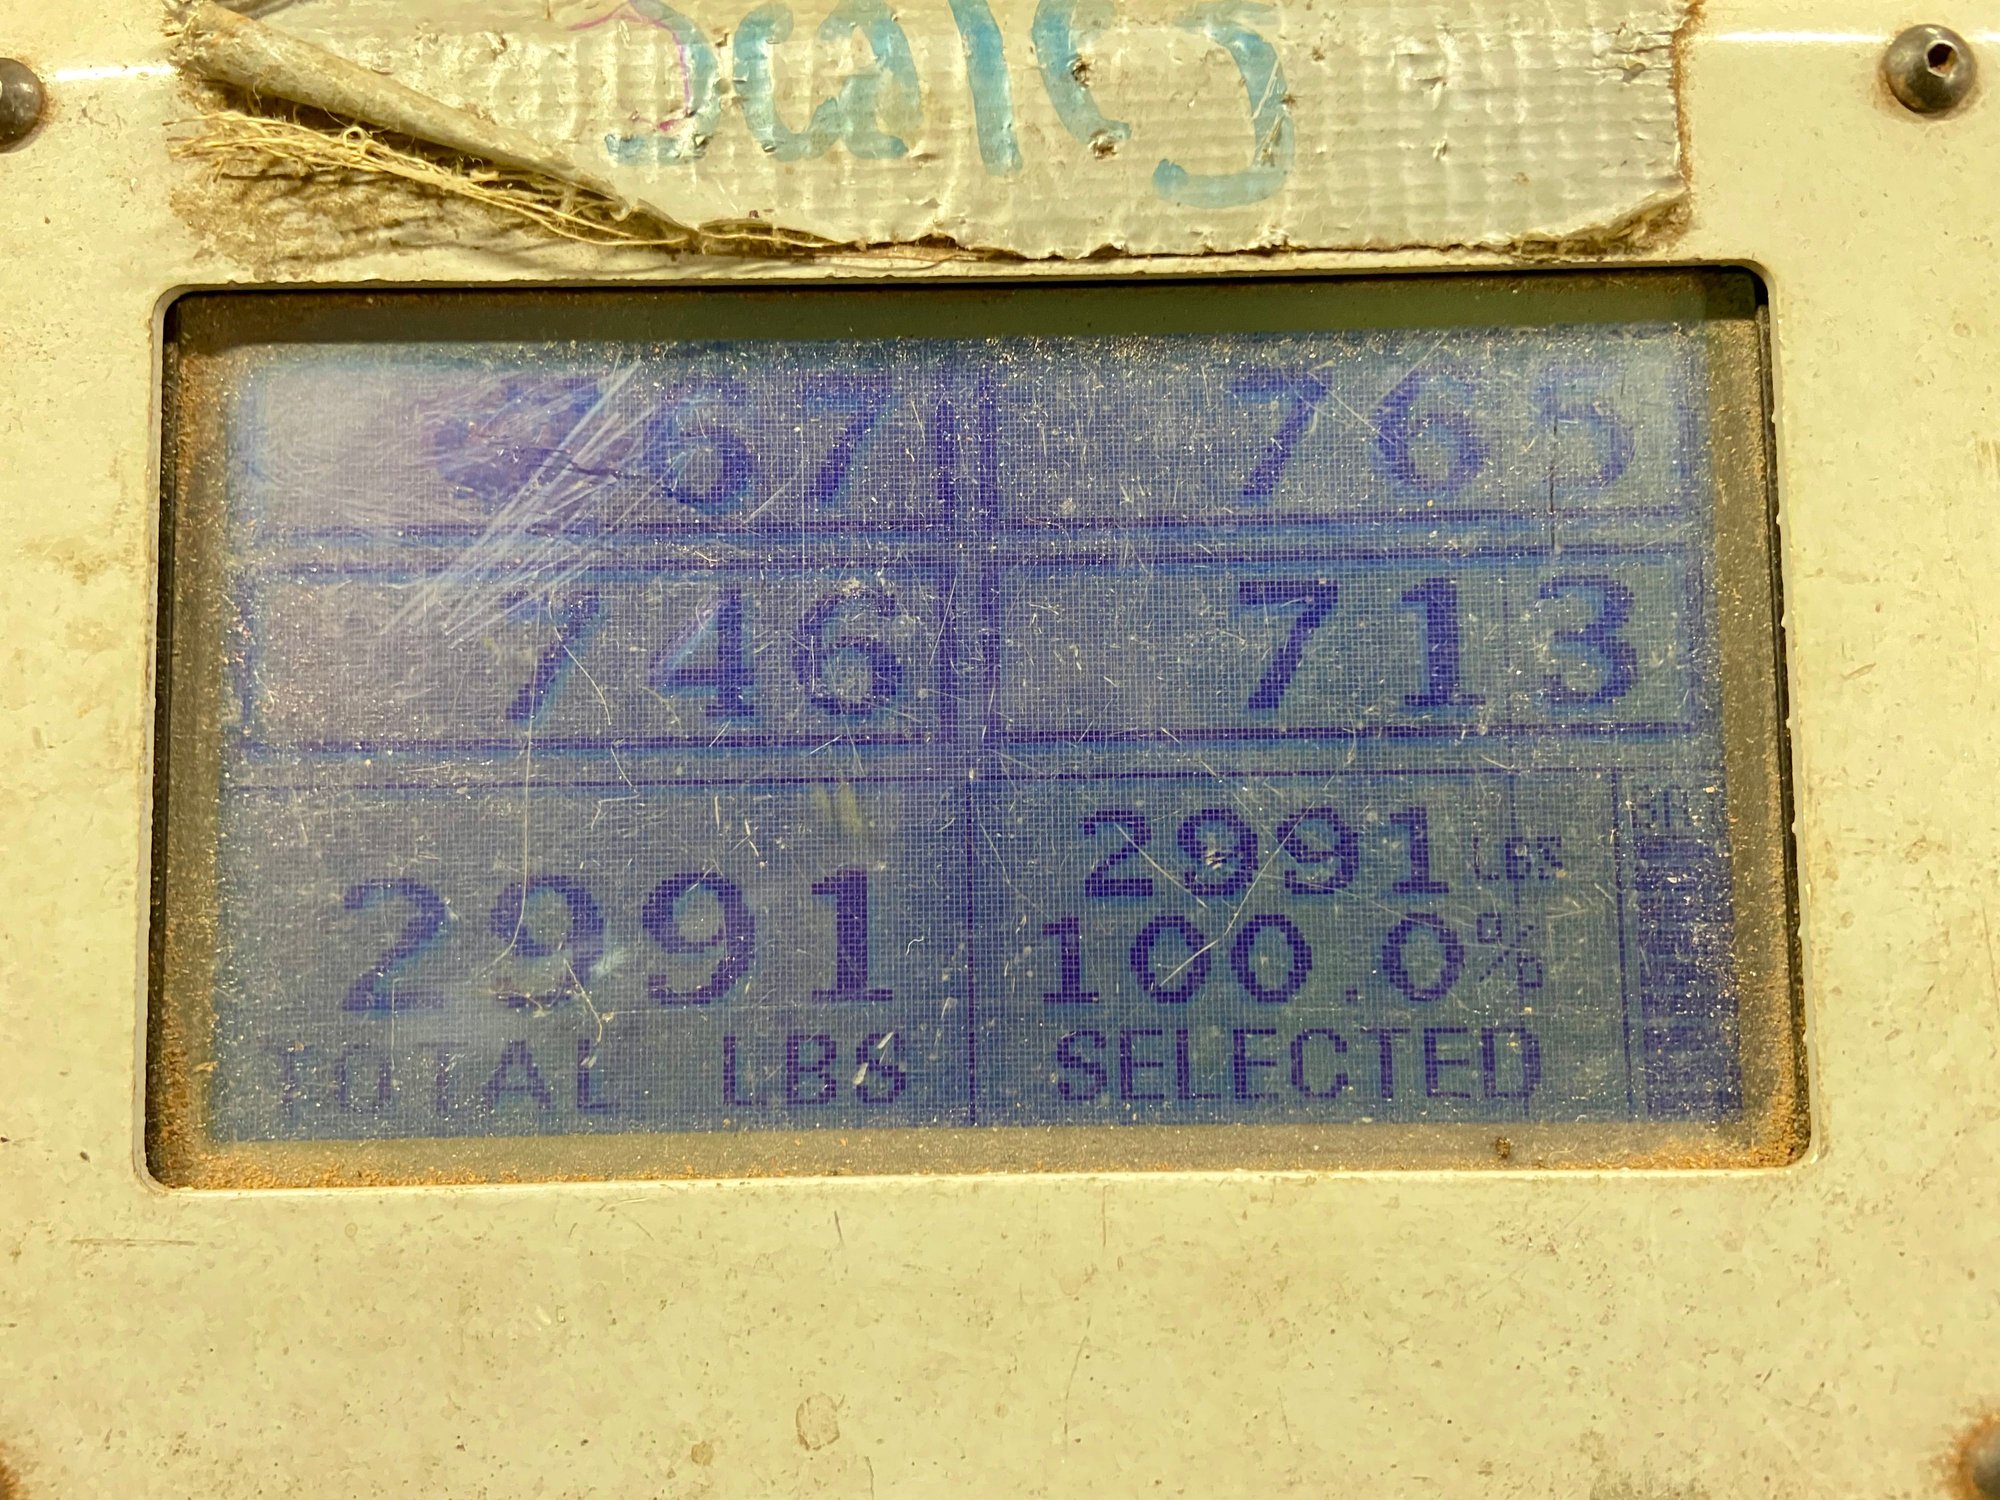 Scales
767 765
746 713
2991 2991 LBS
100.0%
TOTAL LBS SELECTED